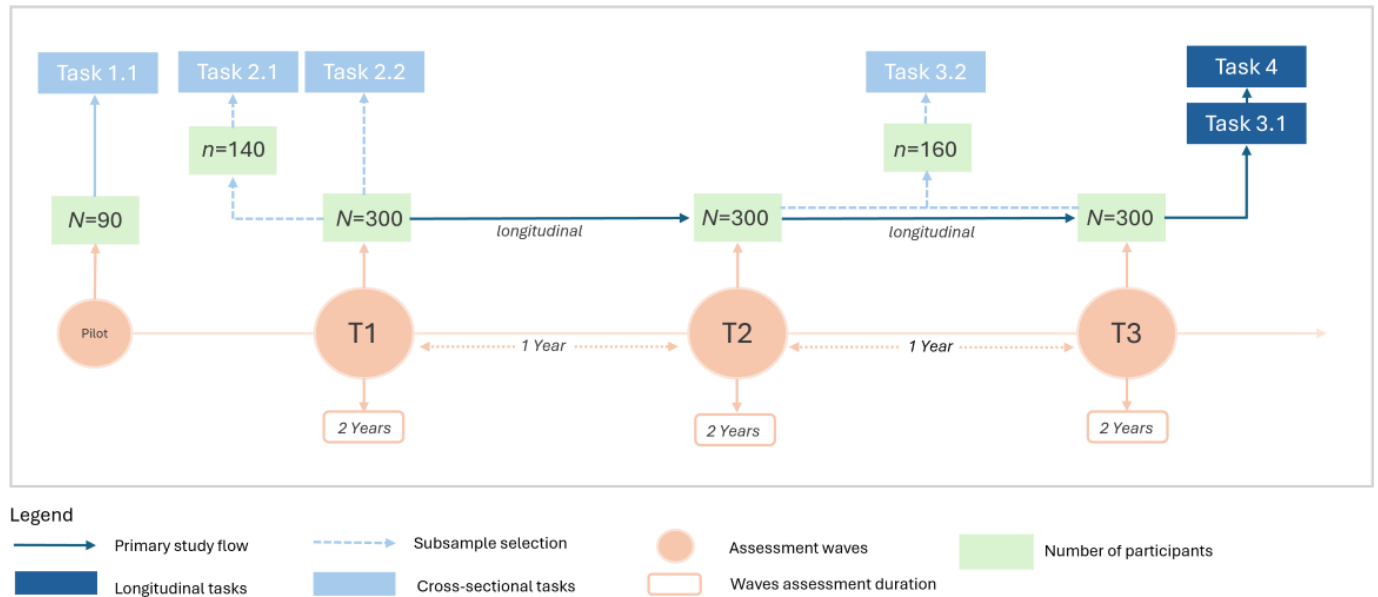 Task 1.1
Task 2.1
Task 2.2
Task 3.2
Task 4
Task 3.1
n=140
n=160
N=90
N=300
N=300
N=300
longitudinal
longitudinal
Pilot
T1
T2
T3
1 Year
1 Year
2 Years
2 Years
2 Years
Legend
Primary study flow
Subsample selection
Assessment waves
Number of participants
Longitudinal tasks
Cross-sectional tasks
Waves assessment duration